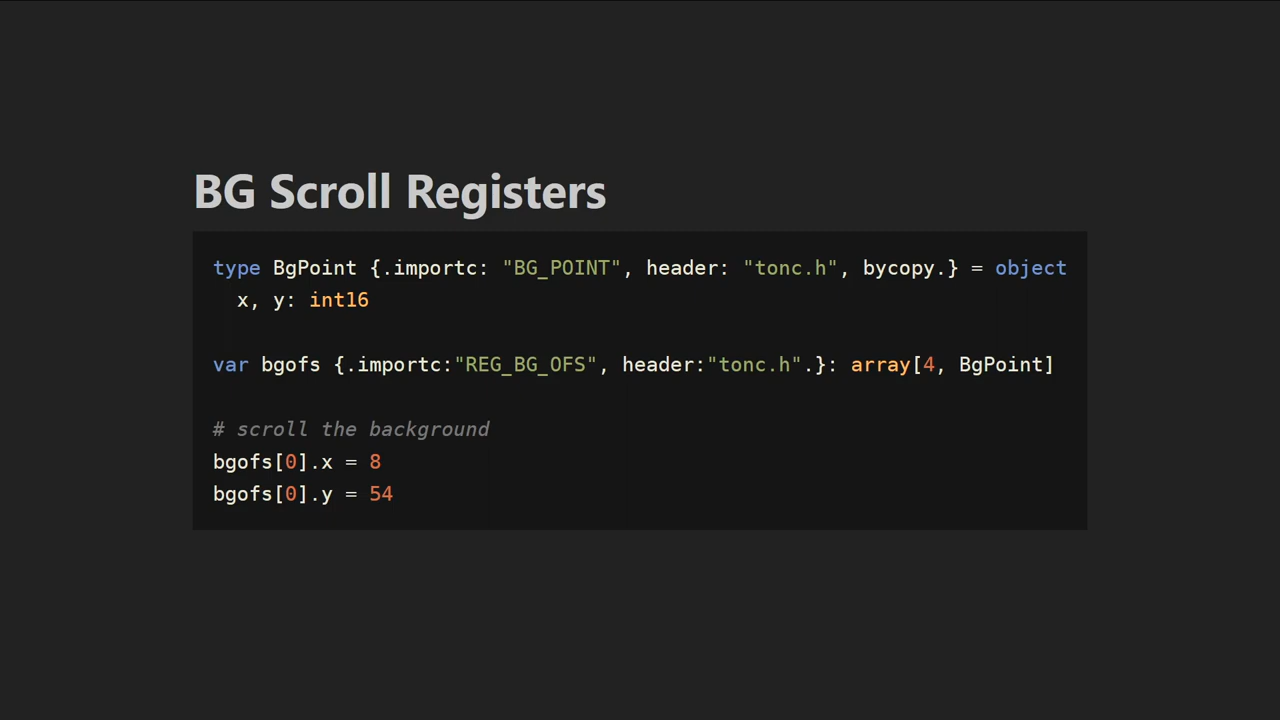 BG Scroll Registers
type BgPoint {.importc: "BG_POINT", header: "tonc.h", bycopy.} = object
  x, y: int16
var bgofs {.importc:"REG_BG_OFS", header:"tonc.h".}: array[4, BgPoint]
# scroll the background
bgofs[0].x = 8
bgofs[0].y = 54